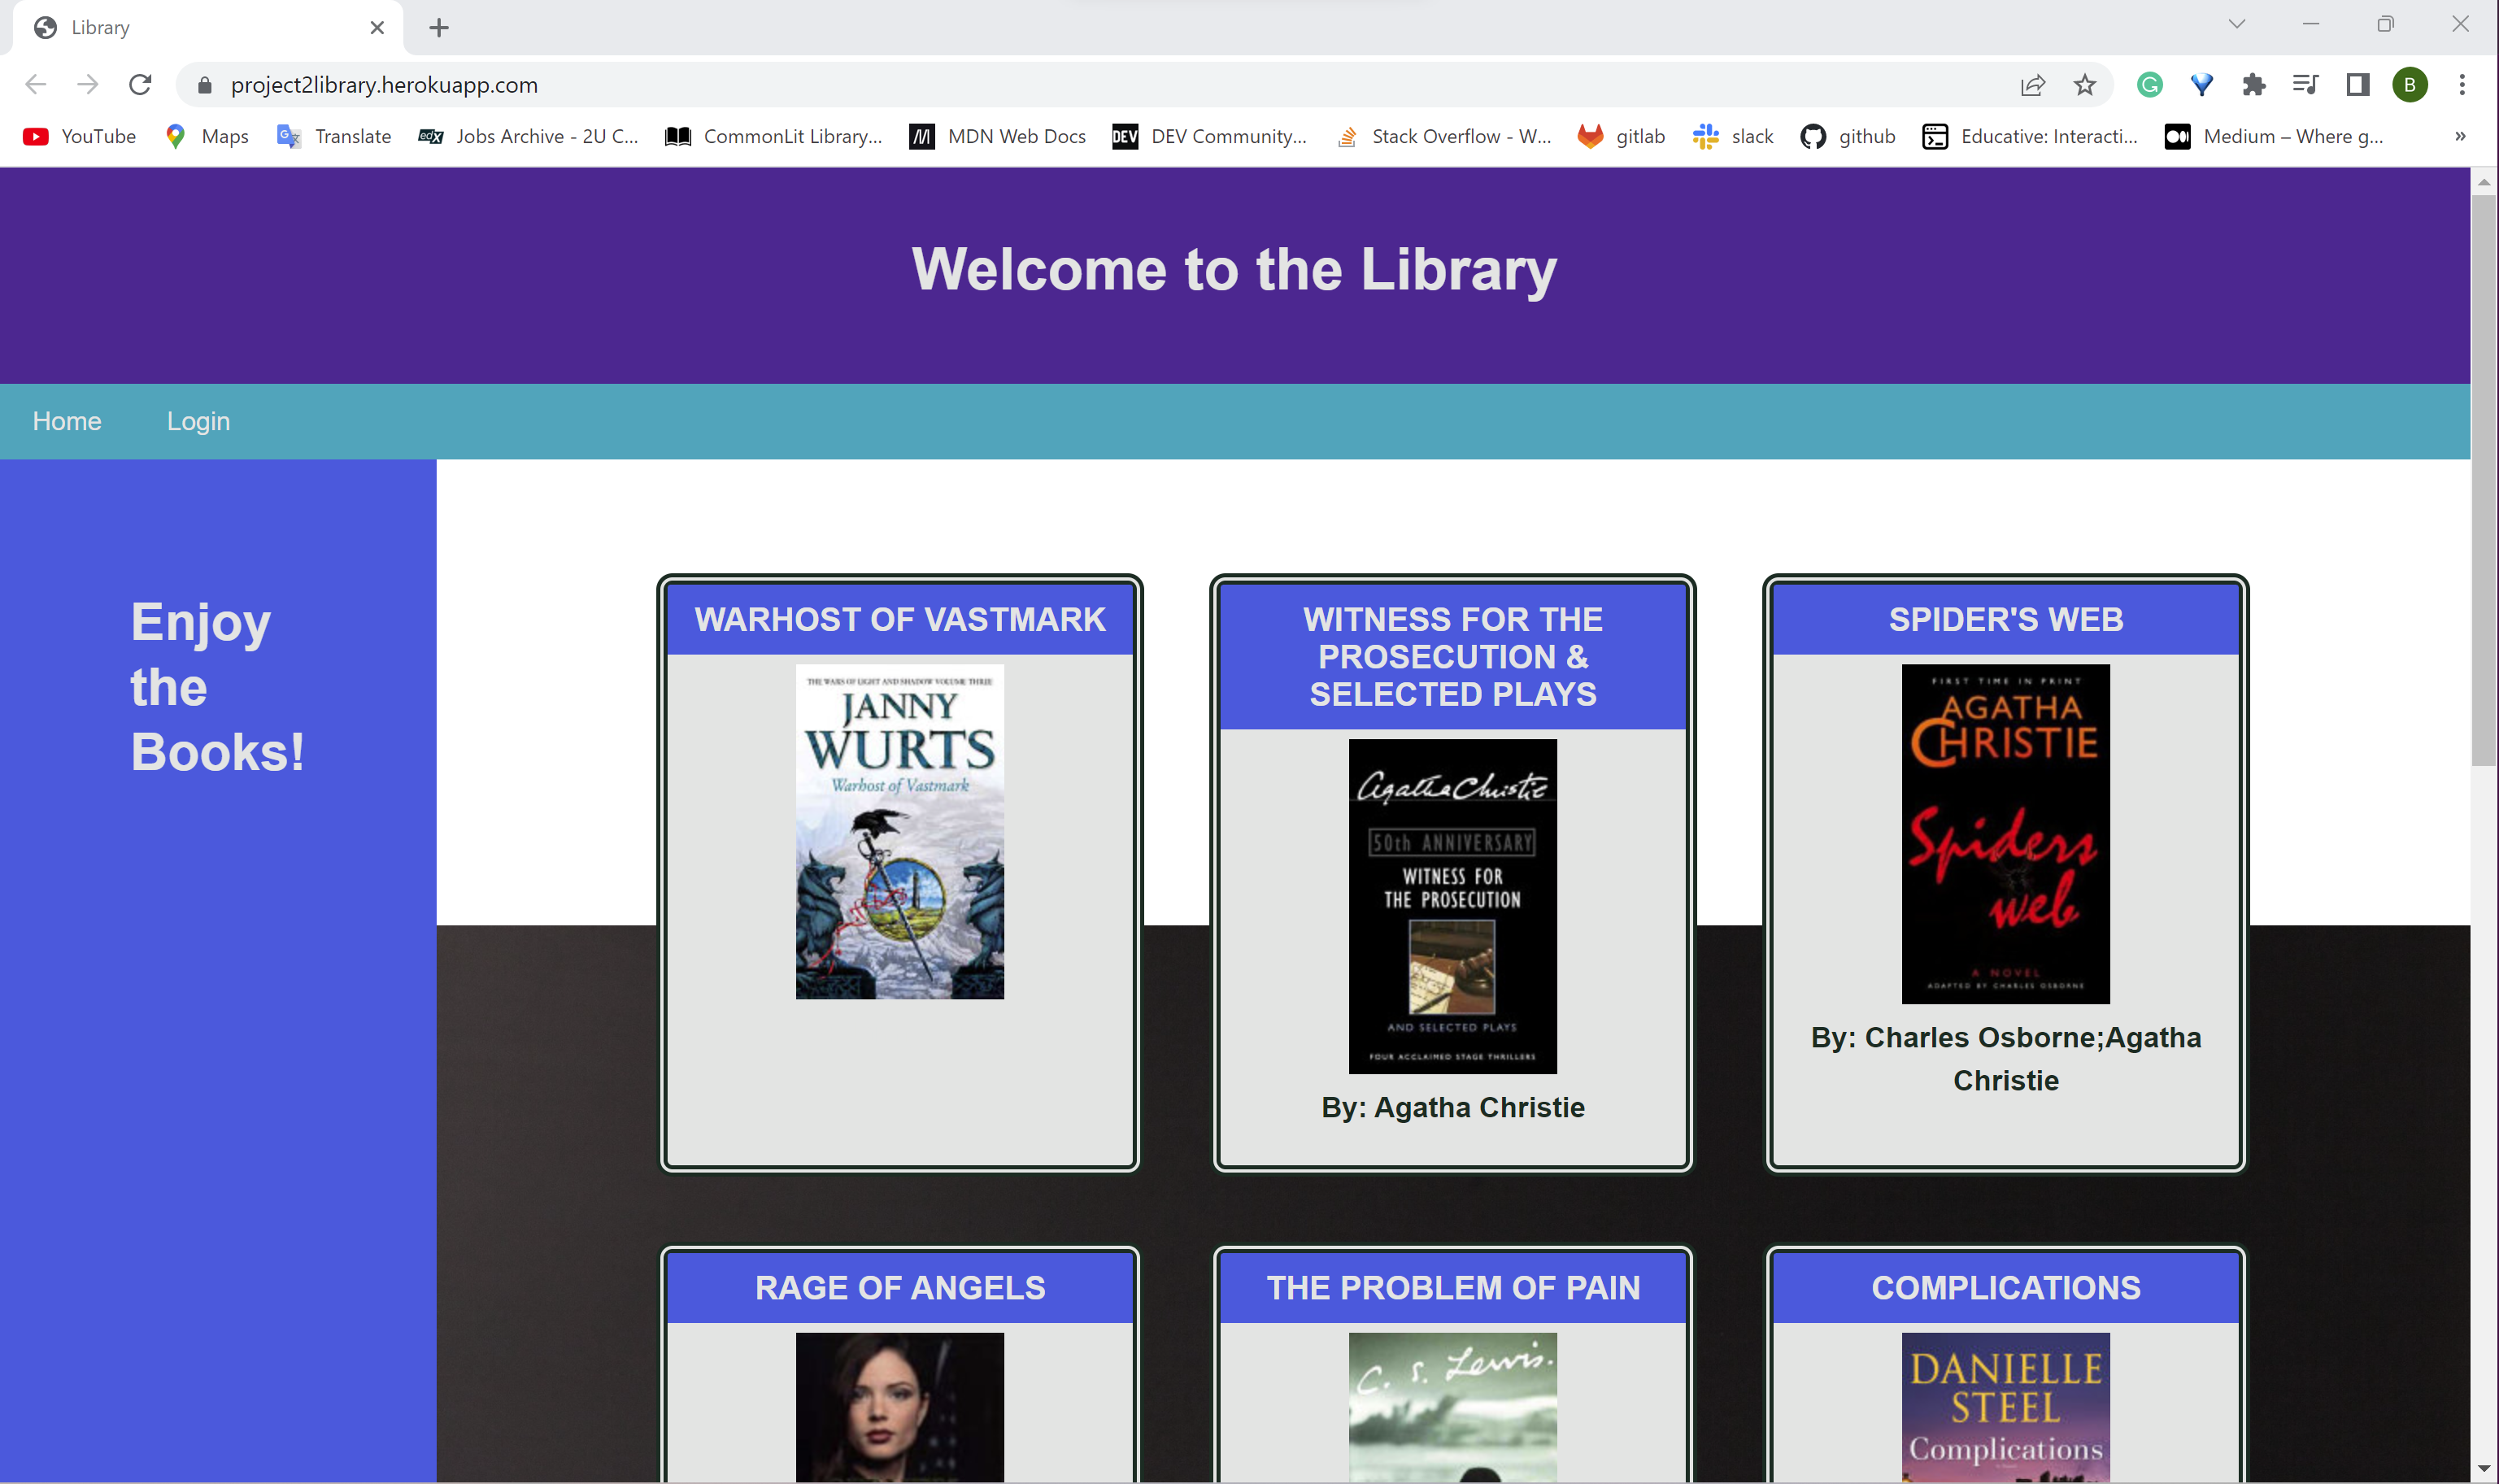 Library
project2library.herokuapp.com
B
YouTube
Maps
Translate
edX Jobs Archive - 2U C...
CommonLit Library...
MDN Web Docs
DEV DEV Community...
Stack Overflow - W...
gitlab
slack
github
Educative: Interacti...
Medium – Where g...
»
Welcome to the Library
Home
Login
Enjoy
the
Books!
WARHOST OF VASTMARK
THE WARS OF LIGHT AND SHADOW VOLUME THREE
JANNY
WURTS
Warhost of Vastmark
WITNESS FOR THE
PROSECUTION &
SELECTED PLAYS
Agatha Christie
50th ANNIVERSARY
WITNESS FOR
THE PROSECUTION
AND SELECTED PLAYS
FOUR ACCLAIMED STAGE THRILLERS
By: Agatha Christie
SPIDER'S WEB
FIRST TIME IN PRINT
AGATHA
CHRISTIE
Spiders
web
A NOVEL
ADAPTED BY CHARLES OSBORNE
By: Charles Osborne;Agatha
Christie
RAGE OF ANGELS
THE PROBLEM OF PAIN
C. S. Lewis.
COMPLICATIONS
DANIELLE
STEEL
Complications